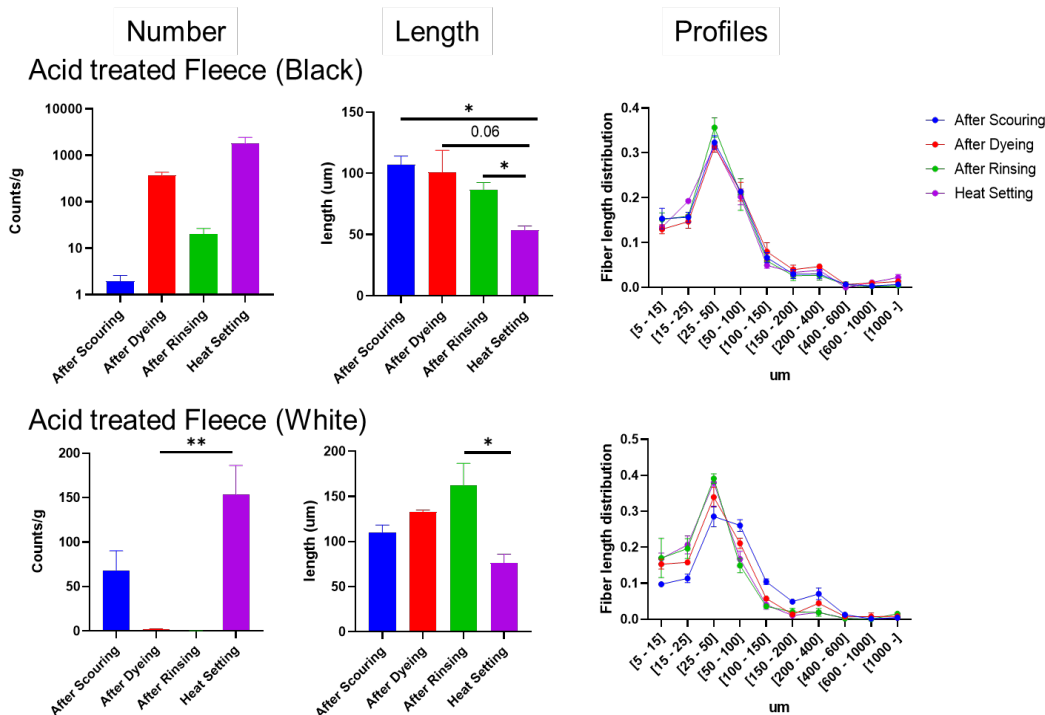 Number
Length
Profiles
Acid treated Fleece (Black)
Counts/g
10000
1000
100
10
1
After Scouring
After Dyeing
After Rinsing
Heat Setting
length (um)
150
100
50
0
*
0.06
*
After Scouring
After Dyeing
After Rinsing
Heat Setting
Fiber length distribution
0.4
0.3
0.2
0.1
0.0
[5 - 15]
[15 - 25]
[25 - 50]
[50 - 100]
[100 - 150]
[150 - 200]
[200 - 400]
[400 - 600]
[600 - 1000]
[1000 -]
um
After Scouring
After Dyeing
After Rinsing
Heat Setting
Acid treated Fleece (White)
Counts/g
200
150
100
50
0
**
After Scouring
After Dyeing
After Rinsing
Heat Setting
length (um)
200
150
100
50
0
*
After Scouring
After Dyeing
After Rinsing
Heat Setting
Fiber length distribution
0.5
0.4
0.3
0.2
0.1
0.0
[5 - 15]
[15 - 25]
[25 - 50]
[50 - 100]
[100 - 150]
[150 - 200]
[200 - 400]
[400 - 600]
[600 - 1000]
[1000 -]
um